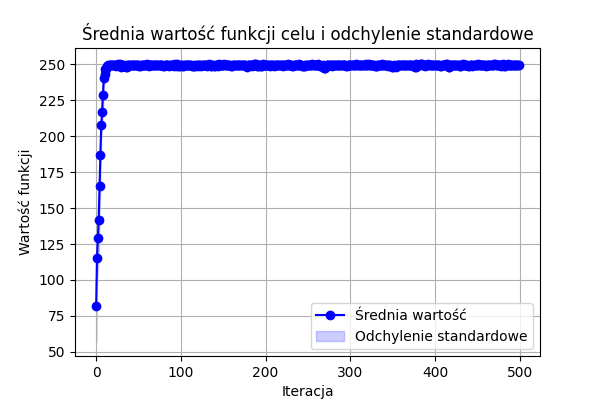 Średnia wartość funkcji celu i odchylenie standardowe
Wartość funkcji
250
225
200
175
150
125
100
75
50
Średnia wartość
Odchylenie standardowe
0 100 200 300 400 500
Iteracja